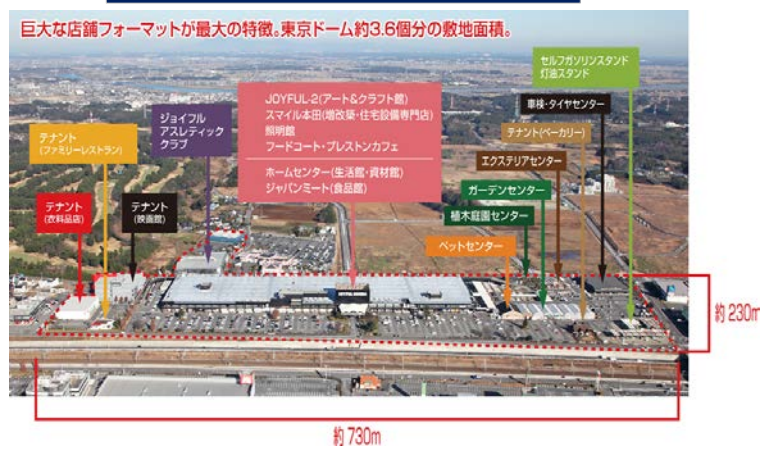 巨大な店舗フォーマットが最大の特徴。東京ドーム約3.6個分の敷地面積。
セルフガソリンスタンド
灯油スタンド
JOYFUL-2(アート&クラフト館)
スマイル本田(増改築・住宅設備専門店)
照明館
フードコート・プレストンカフェ
ホームセンター(生活館・資材館)
ジャパンミート(食品館)
車検・タイヤセンター
ジョイフル
アスレティック
クラブ
テナント
(ファミリーレストラン)
テナント(ベーカリー)
エクステリアセンター
ガーデンセンター
テナント
(衣料品店)
テナント
(映画館)
植木庭園センター
ペットセンター
約230m
約730m